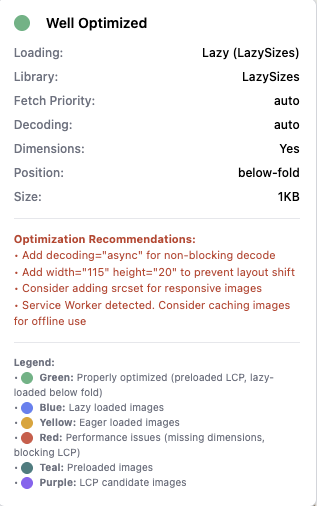 Well Optimized
Loading: Lazy (LazySizes)
Library: LazySizes
Fetch Priority: auto
Decoding: auto
Dimensions: Yes
Position: below-fold
Size: 1KB
Optimization Recommendations:
• Add decoding="async" for non-blocking decode
• Add width="115" height="20" to prevent layout shift
• Consider adding srcset for responsive images
• Service Worker detected. Consider caching images
for offline use
Legend:
• Green: Properly optimized (preloaded LCP, lazy-
loaded below fold)
• Blue: Lazy loaded images
• Yellow: Eager loaded images
• Red: Performance issues (missing dimensions,
blocking LCP)
• Teal: Preloaded images
• Purple: LCP candidate images